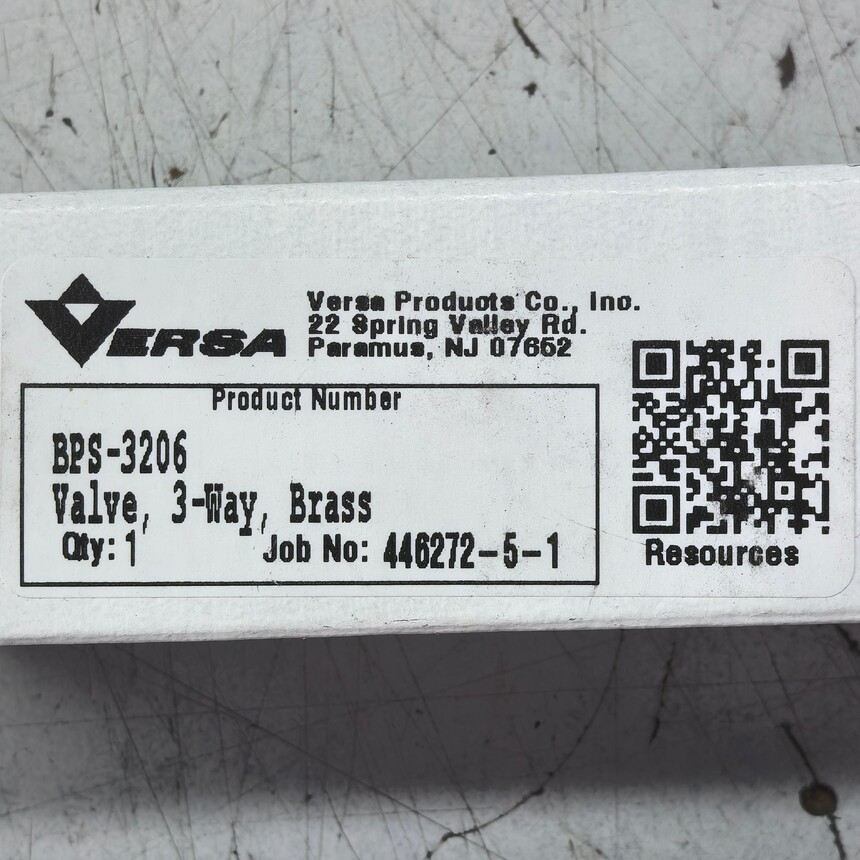 VERSA
Versa Products Co., Inc.
22 Spring Valley Rd.
Paramus, NJ 07652
Product Number
BPS-3206
Valve, 3-Way, Brass
Qty: 1 Job No: 446272-5-1
Resources